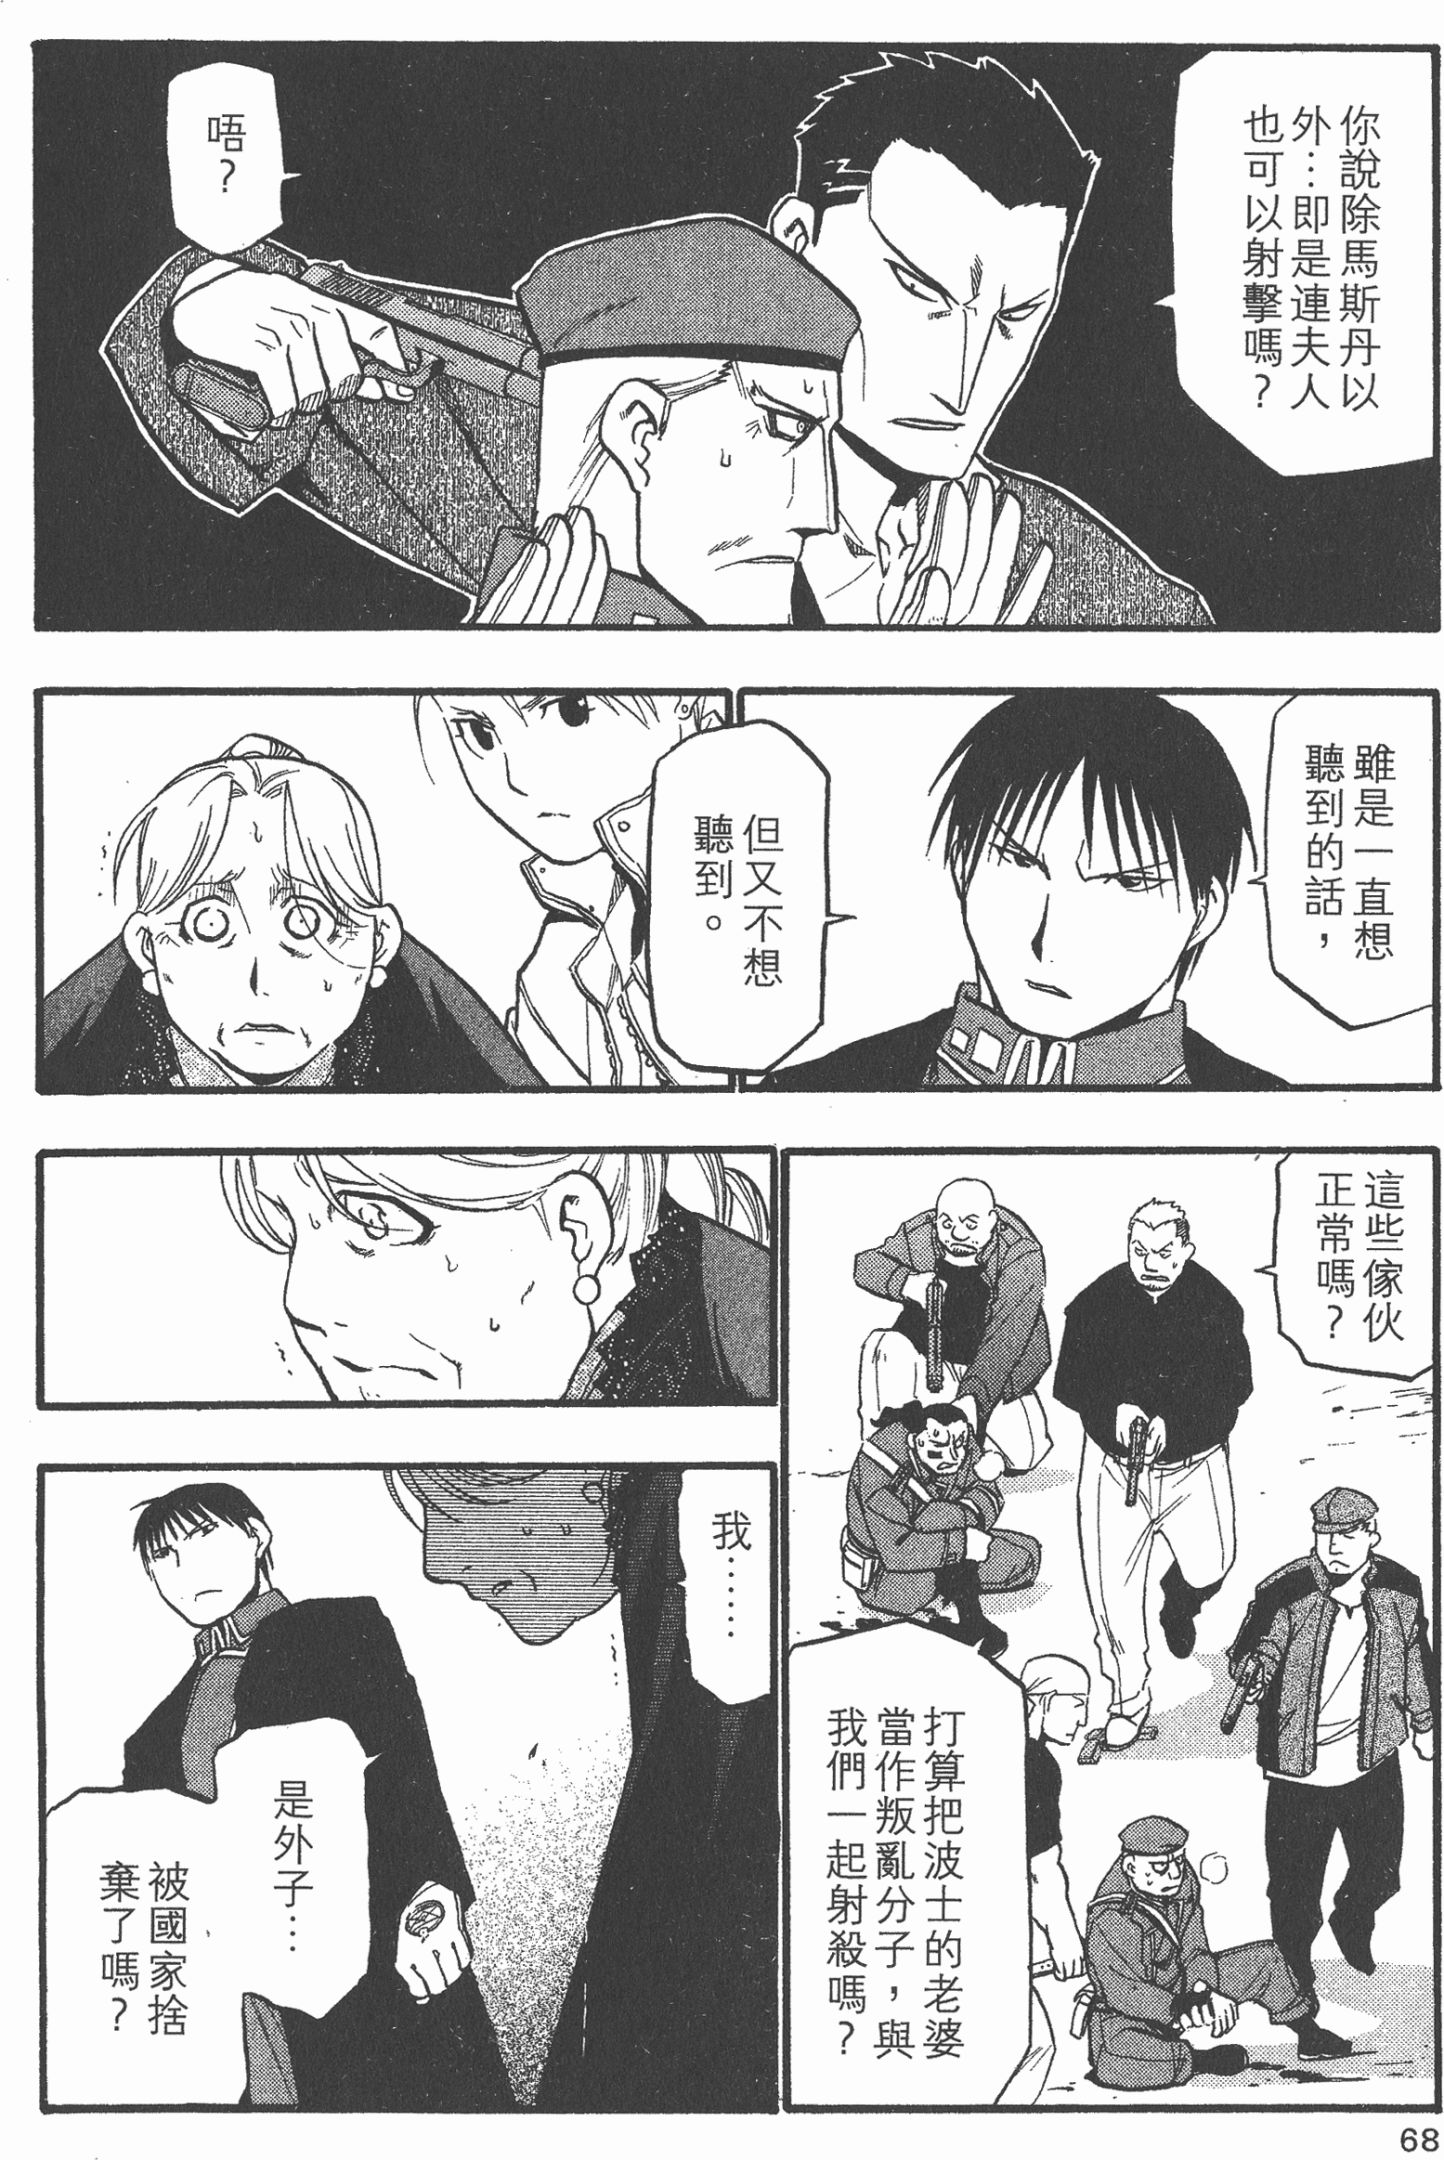 你說除馬斯丹以
外…即是連夫人
也可以射擊嗎？
唔？
雖是一直想
聽到的話，
但又不想
聽到。
這些傢伙
正常嗎？
打算把波士的老婆
當作叛亂分子，與
我們一起射殺嗎？
我……
是外子…
被國家捨
棄了嗎？
68